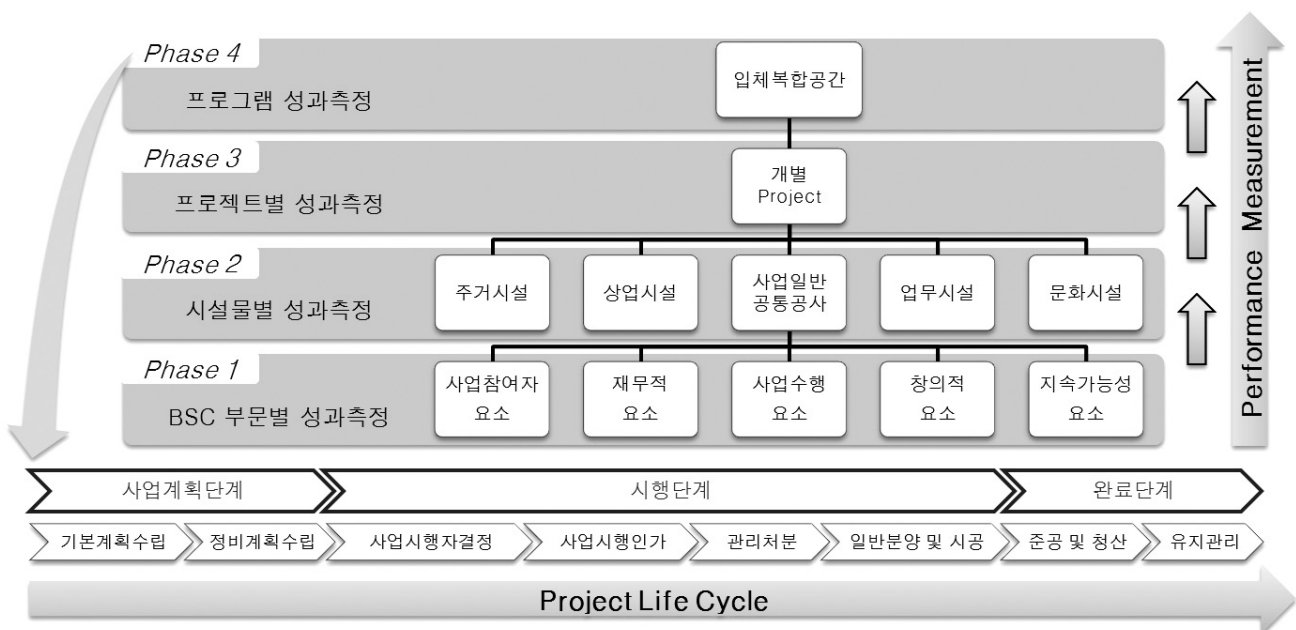 Phase 4
프로그램 성과측정
입체복합공간
Phase 3
프로젝트별 성과측정
개별
Project
Phase 2
시설물별 성과측정
주거시설
상업시설
사업일반
공통공사
업무시설
문화시설
Phase 1
BSC 부문별 성과측정
사업참여자
요소
재무적
요소
사업수행
요소
창의적
요소
지속가능성
요소
Performance Measurement
사업계획단계
시행단계
완료단계
기본계획수립
정비계획수립
사업시행자결정
사업시행인가
관리처분
일반분양 및 시공
준공 및 청산
유지관리
Project Life Cycle